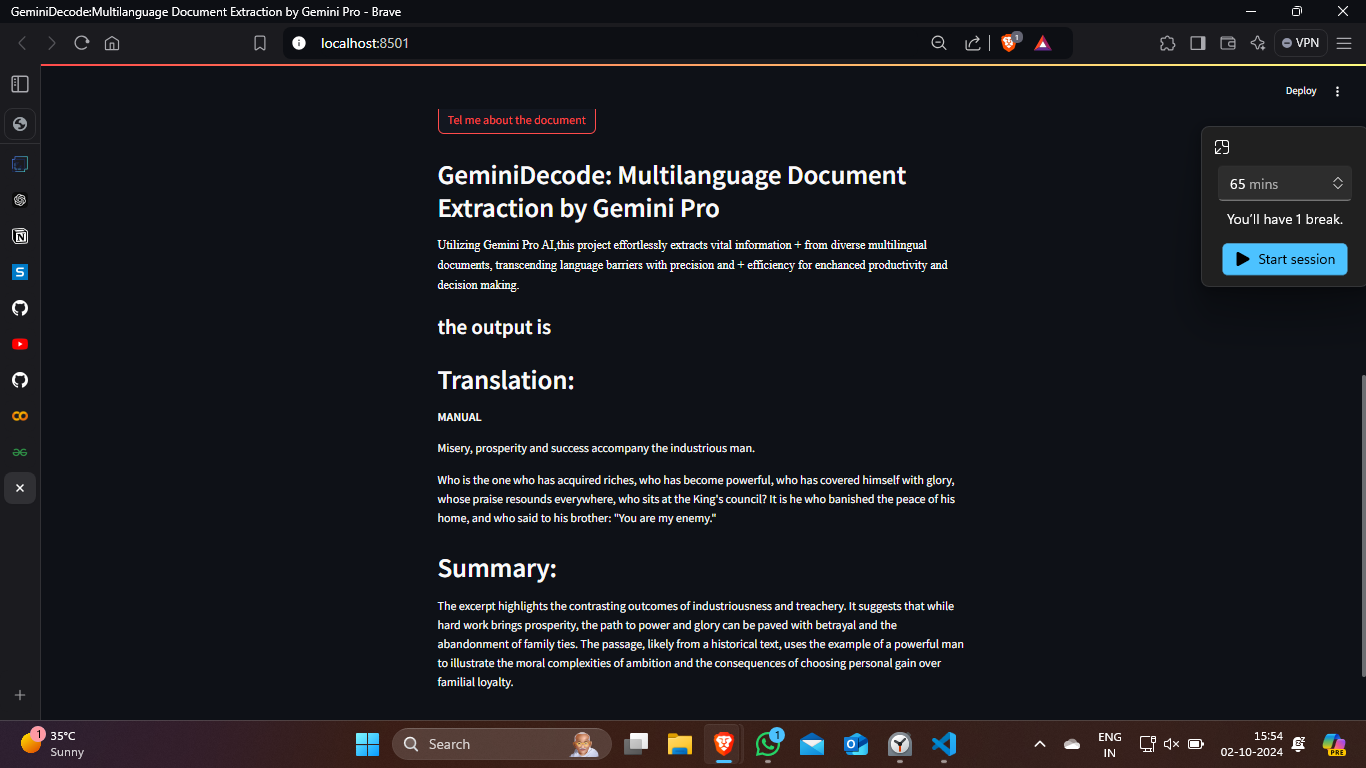 GeminiDecode:Multilanguage Document Extraction by Gemini Pro - Brave
localhost:8501
1
VPN
Deploy
Tell me about the document
65 mins
You'll have 1 break.
Start session
GeminiDecode: Multilanguage Document
Extraction by Gemini Pro
Utilizing Gemini Pro AI,this project effortlessly extracts vital information + from diverse multilingual
documents, transcending language barriers with precision and + efficiency for enchanced productivity and
decision making.
the output is
Translation:
MANUAL
Misery, prosperity and success accompany the industrious man.
Who is the one who has acquired riches, who has become powerful, who has covered himself with glory,
whose praise resounds everywhere, who sits at the King's council? It is he who banished the peace of his
home, and who said to his brother: "You are my enemy."
Summary:
The excerpt highlights the contrasting outcomes of industriousness and treachery. It suggests that while
hard work brings prosperity, the path to power and glory can be paved with betrayal and the
abandonment of family ties. The passage, likely from a historical text, uses the example of a powerful man
to illustrate the moral complexities of ambition and the consequences of choosing personal gain over
familial loyalty.
1
35°C
Sunny
Search
1
ENG
IN
15:54
02-10-2024
PRE